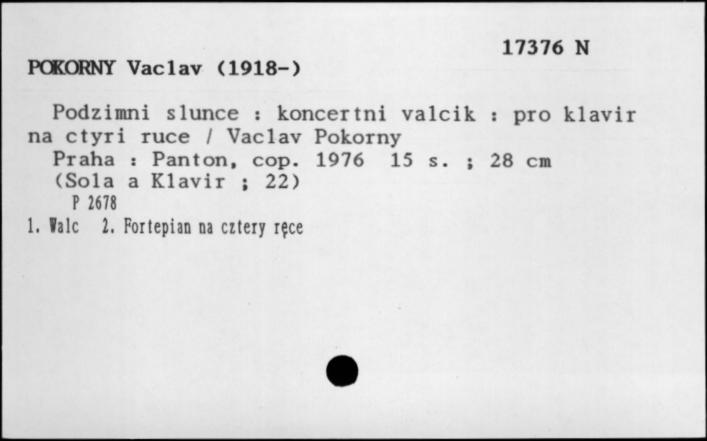 17376 N
POKORNY Vaclav (1918-)
Podzimni slunce : koncertni valcik : pro klavir
na ctyri ruce / Vaclav Pokorny
Praha : Panton, cop. 1976 15 s. ; 28 cm
(Sola a Klavir ; 22)
P 2678
1. Walc 2. Fortepian na cztery ręce